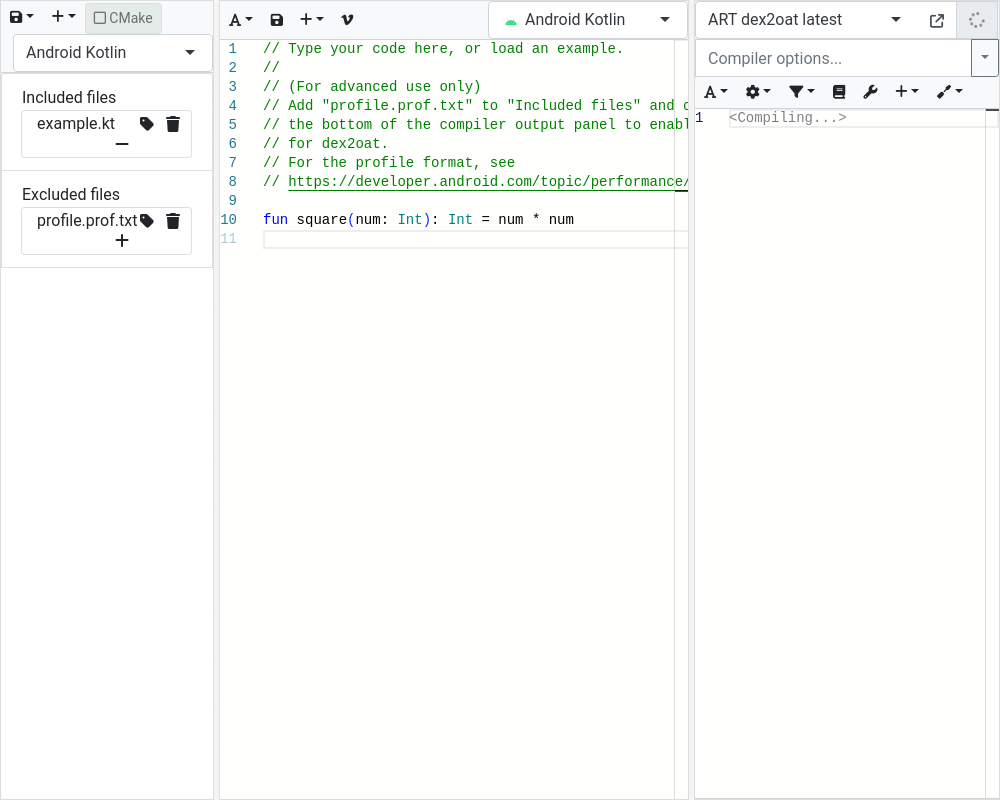 CMake
Android Kotlin
Included files
example.kt
Excluded files
profile.prof.txt
Android Kotlin
1 // Type your code here, or load an example.
2 //
3 // (For advanced use only)
4 // Add "profile.prof.txt" to "Included files" and
5 // the bottom of the compiler output panel to enabl
6 // for dex2oat.
7 // For the profile format, see
8 // https://developer.android.com/topic/performance/
9
10 fun square(num: Int): Int = num * num
11
ART dex2oat latest
Compiler options...
1 <Compiling...>